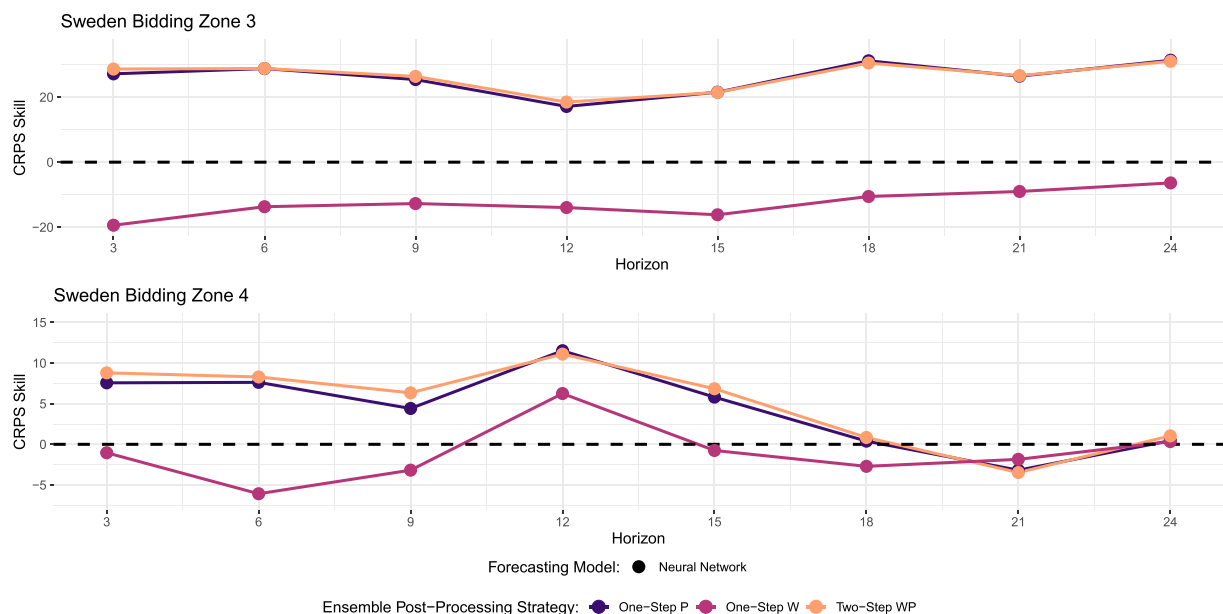 Sweden Bidding Zone 3
CRPS Skill
20
0
−20
3 6 9 12 15 18 21 24
Horizon
Sweden Bidding Zone 4
CRPS Skill
15
10
5
0
−5
3 6 9 12 15 18 21 24
Horizon
Forecasting Model: Neural Network
Ensemble Post−Processing Strategy: One−Step P One−Step W Two−Step WP